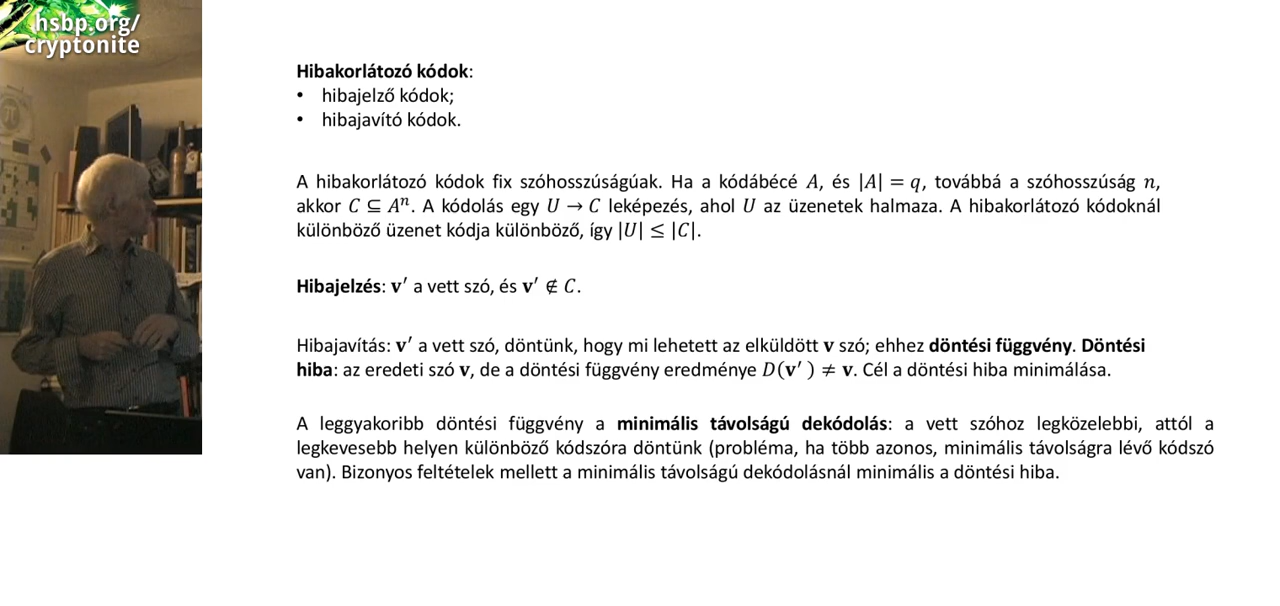 hsbp.org/
cryptonite
Hibakorlátozó kódok:
• hibajelző kódok;
• hibajavító kódok.
A hibakorlátozó kódok fix szóhosszúságúak. Ha a kódábécé A, és |A| = q, továbbá a szóhosszúság n,
akkor C ⊆ Aⁿ. A kódolás egy U → C leképezés, ahol U az üzenetek halmaza. A hibakorlátozó kódoknál
különböző üzenet kódja különböző, így |U| ≤ |C|.
Hibajelzés: v′ a vett szó, és v′ ∉ C.
Hibajavítás: v′ a vett szó, döntünk, hogy mi lehetett az elküldött v szó; ehhez döntési függvény. Döntési
hiba: az eredeti szó v, de a döntési függvény eredménye D(v′ ) ≠ v. Cél a döntési hiba minimálása.
A leggyakoribb döntési függvény a minimális távolságú dekódolás: a vett szóhoz legközelebbi, attól a
legkevesebb helyen különböző kódszóra döntünk (probléma, ha több azonos, minimális távolságra lévő kódszó
van). Bizonyos feltételek mellett a minimális távolságú dekódolásnál minimális a döntési hiba.